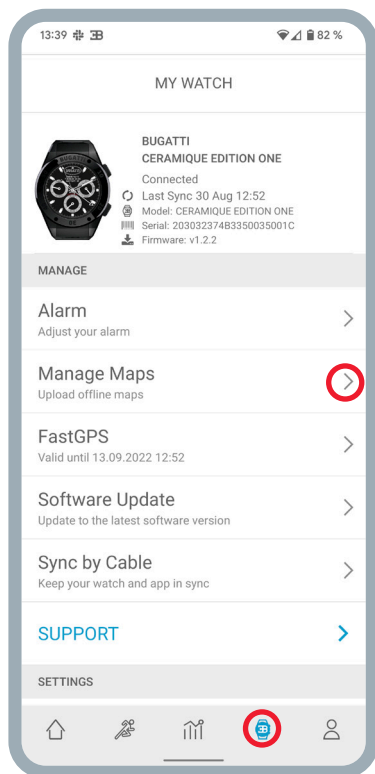 13:39
82 %
MY WATCH
BUGATTI
CERAMIQUE EDITION ONE
Connected
Last Sync 30 Aug 12:52
Model: CERAMIQUE EDITION ONE
Serial: 203032374B3350035001C
Firmware: v1.2.2
MANAGE
Alarm
Adjust your alarm
Manage Maps
Upload offline maps
FastGPS
Valid until 13.09.2022 12:52
Software Update
Update to the latest software version
Sync by Cable
Keep your watch and app in sync
SUPPORT
SETTINGS